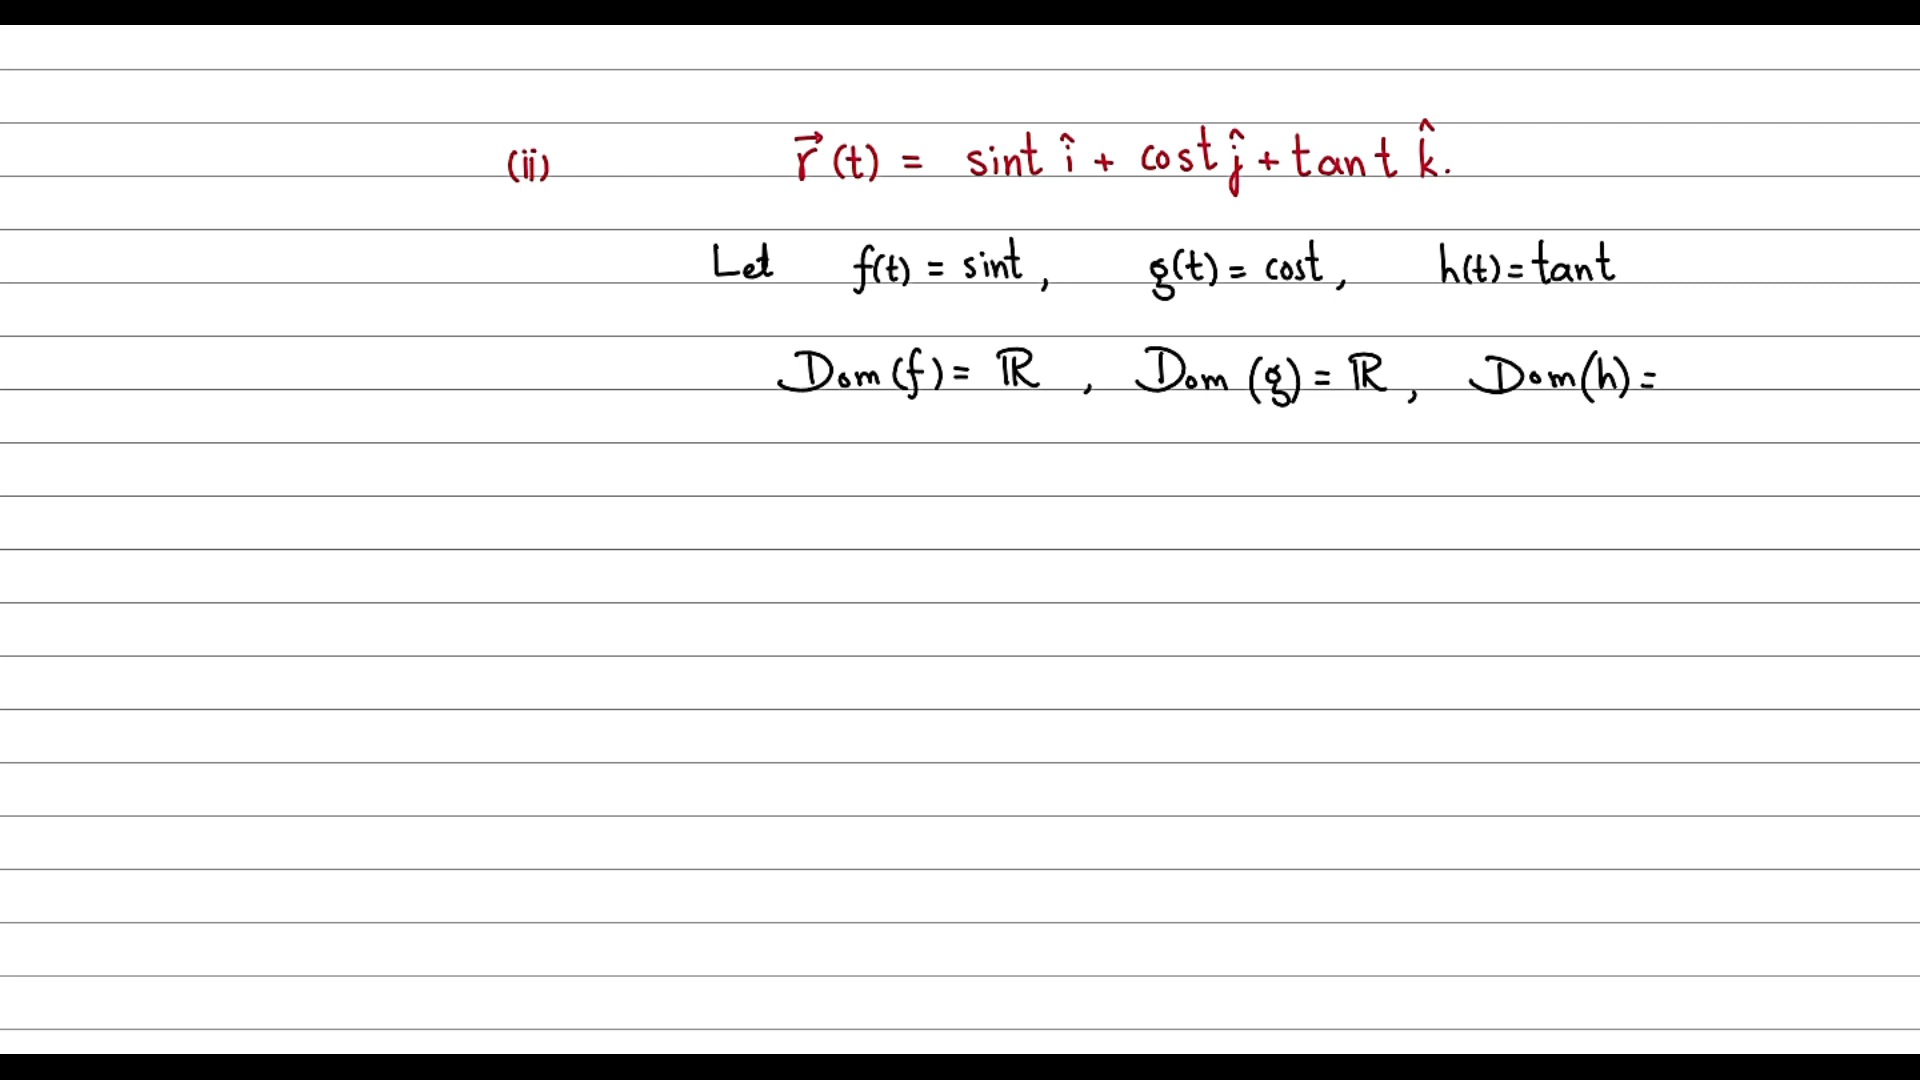 (ii) r⃗(t) = sint î + cost ĵ + tant k̂.
Let f(t) = sint, g(t) = cost, h(t) = tant
Dom(f) = ℝ, Dom(g) = ℝ, Dom(h) =